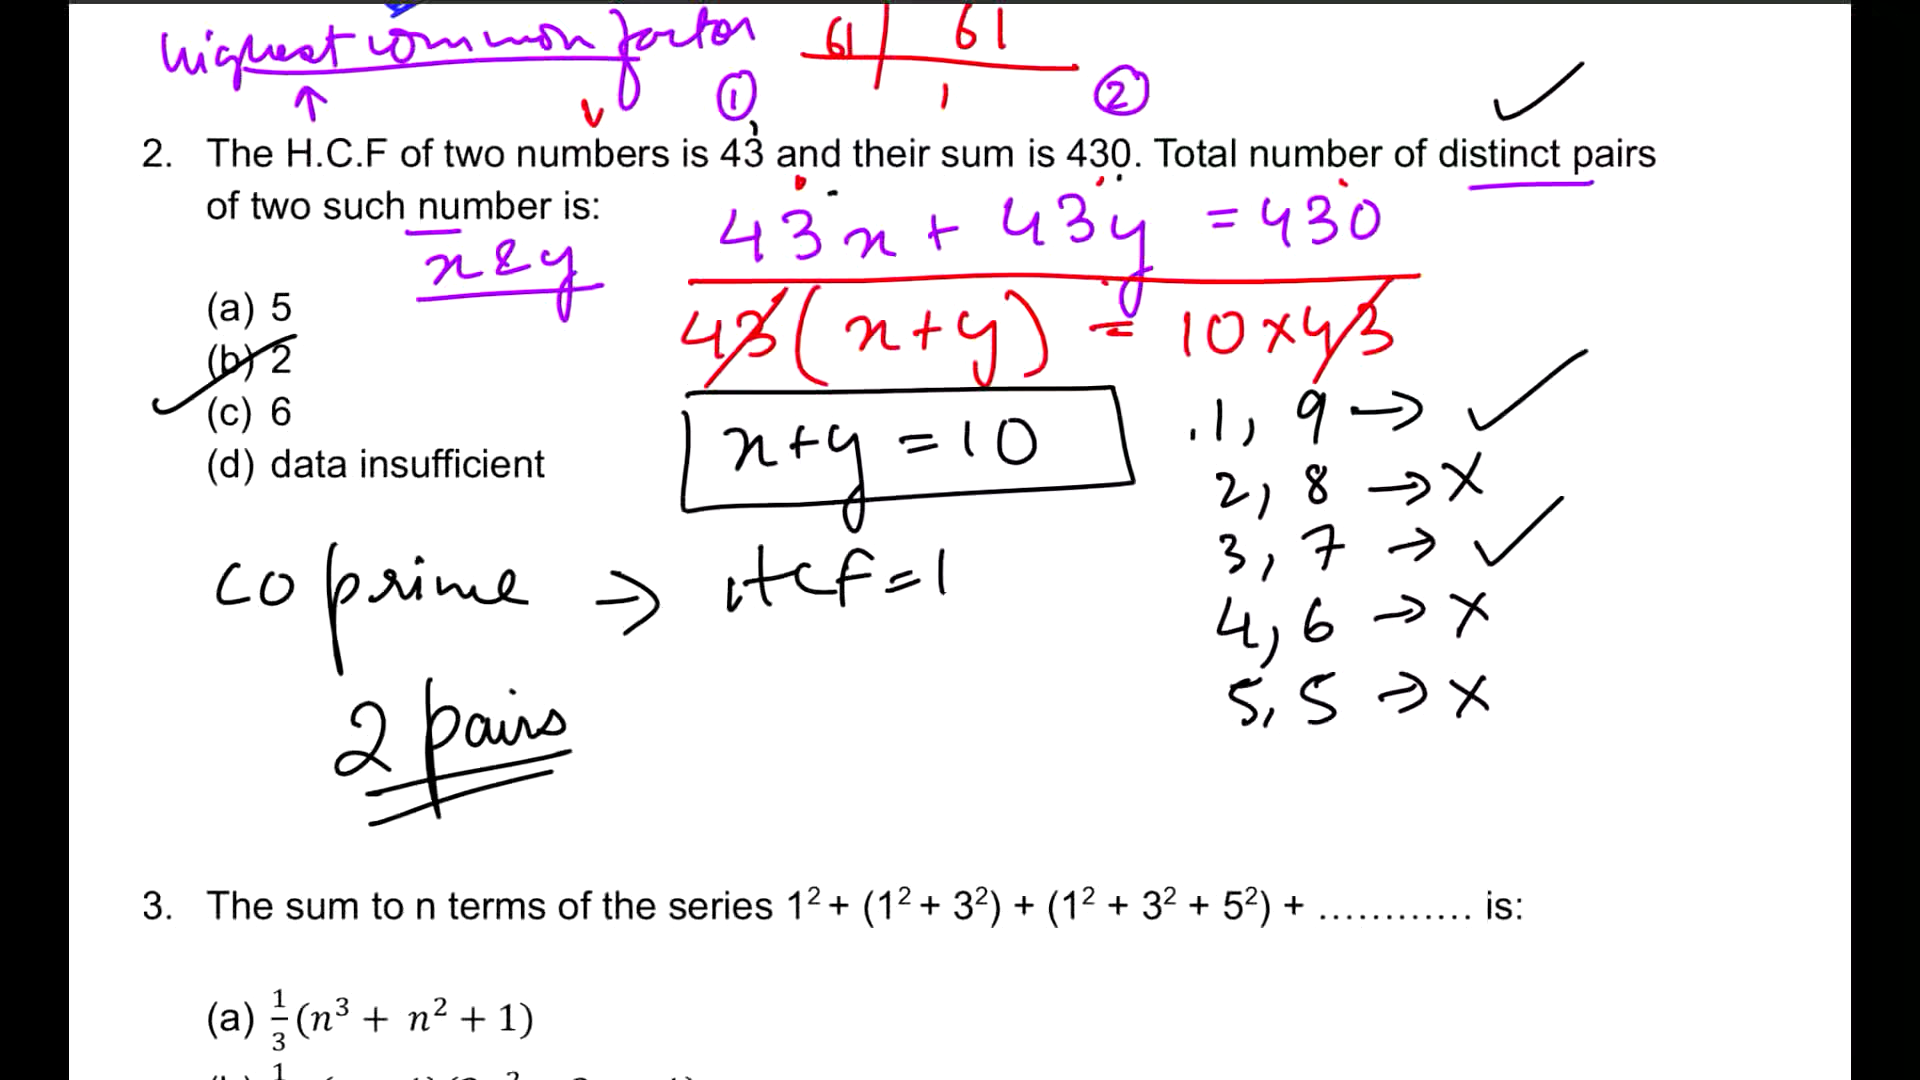 highest common factor 61 61
① 1 ②
2. The H.C.F of two numbers is 43 and their sum is 430. Total number of distinct pairs
of two such number is: 43x + 43y = 430
x & y
(a) 5
43(x+y) = 10×43
(b) 2
(c) 6
x+y = 10
(d) data insufficient
1, 9 → ✓
2, 8 → ×
3, 7 → ✓
4, 6 → ×
5, 5 → ×
co prime → HCF = 1
2 pairs
3. The sum to n terms of the series 1² + (1² + 3²) + (1² + 3² + 5²) + ............ is:
(a) 1/3 (n³ + n² + 1)